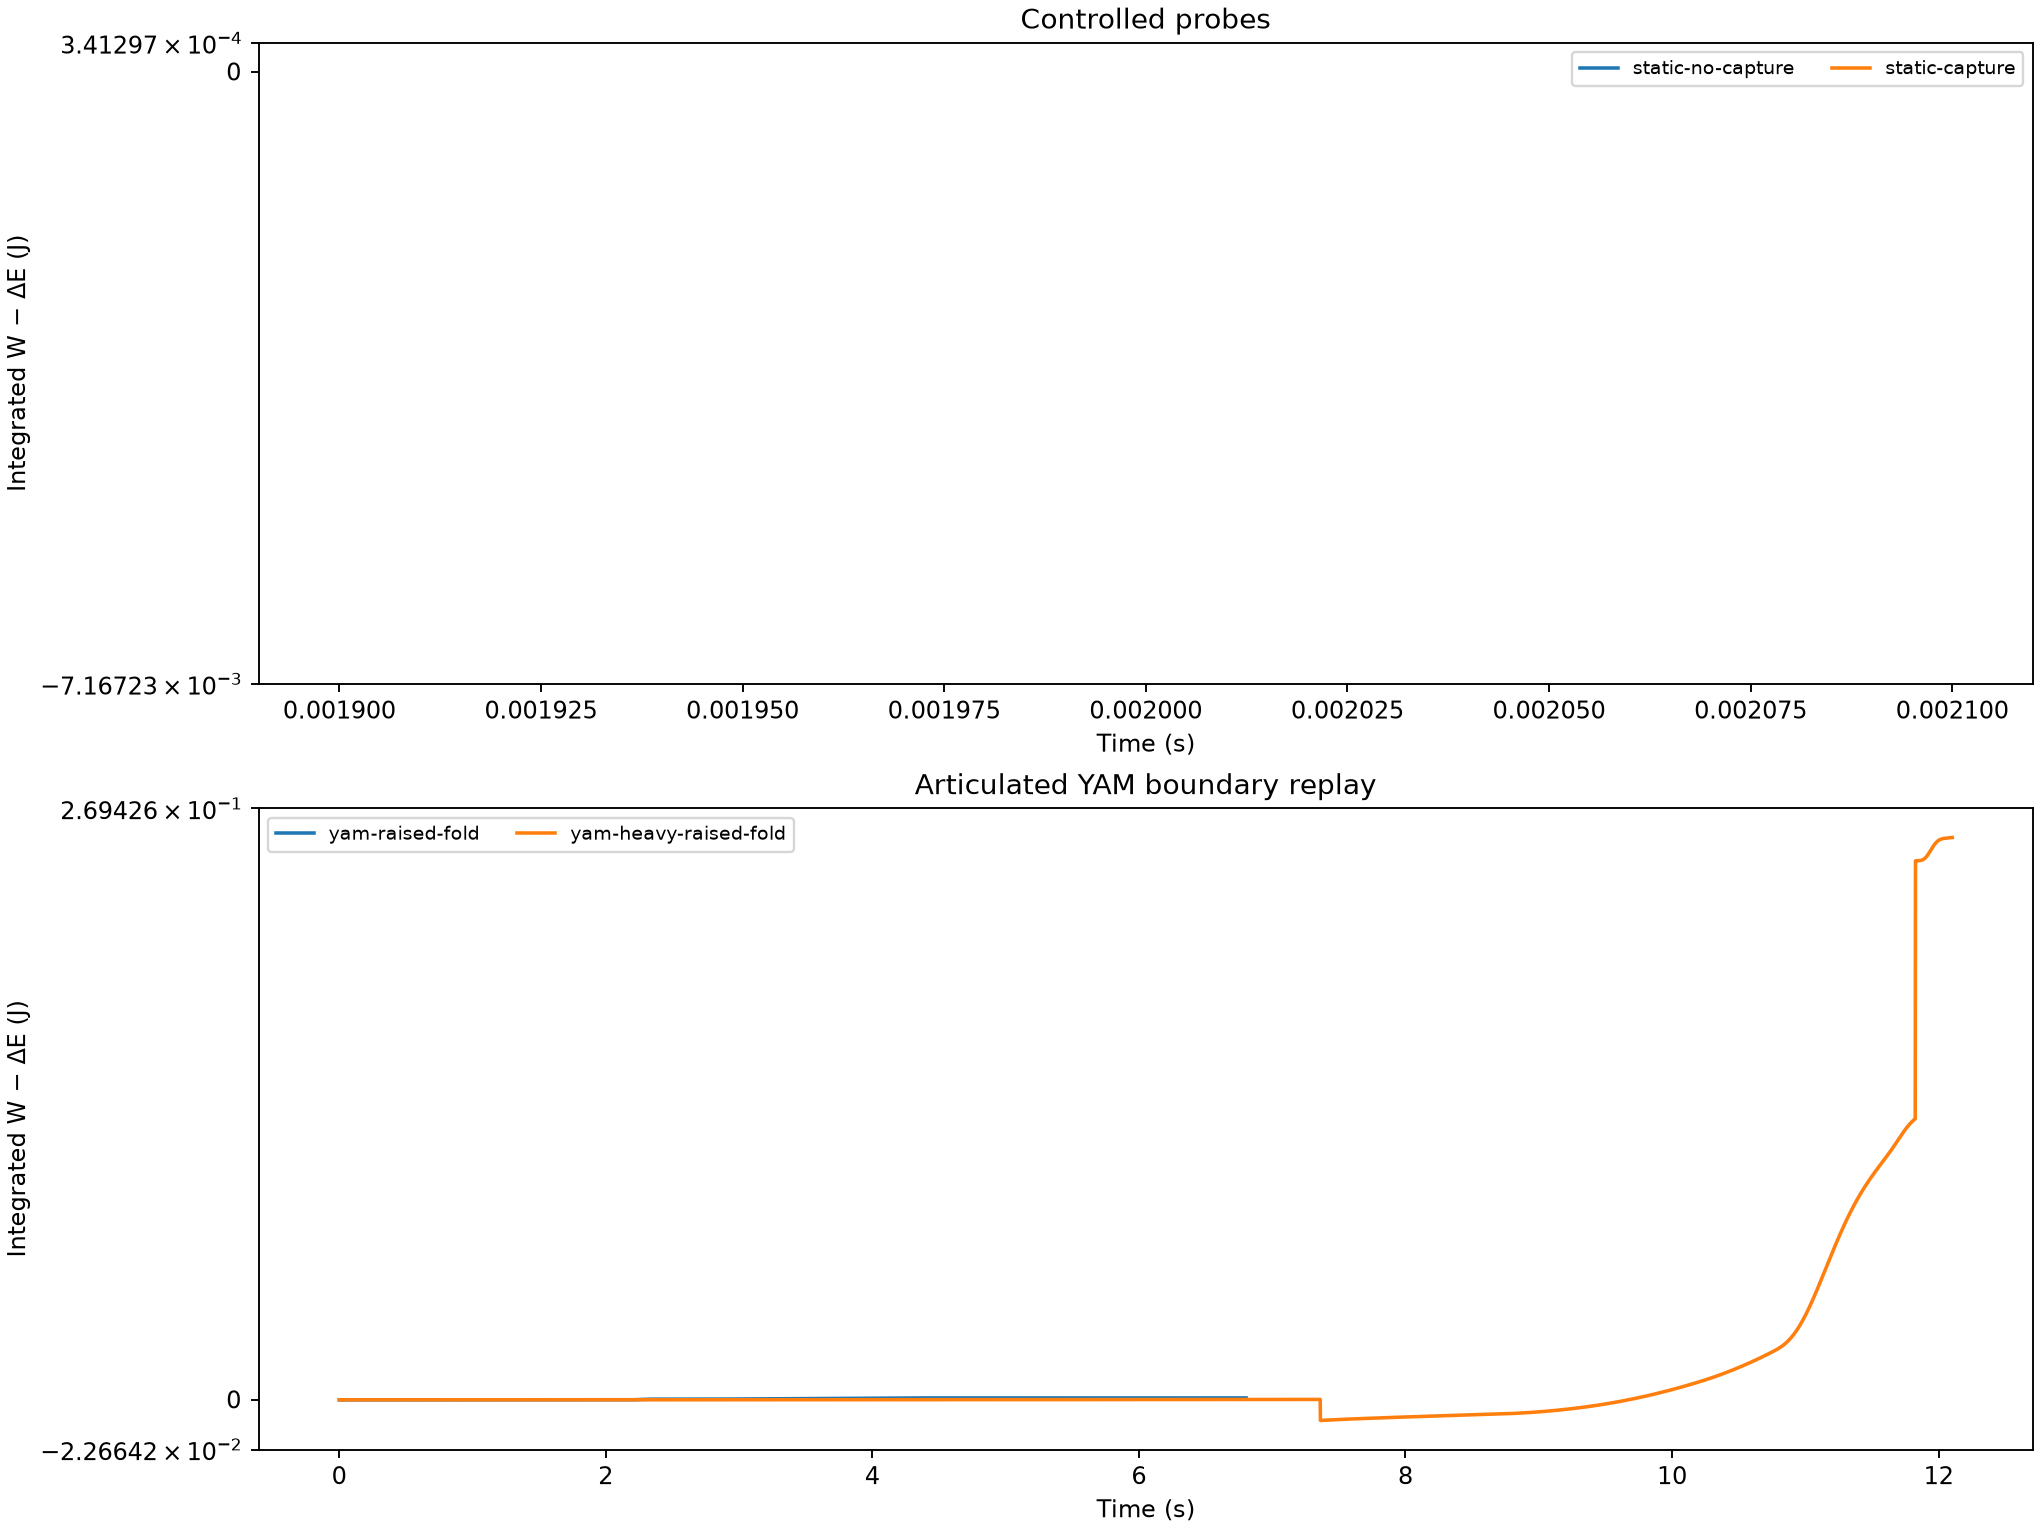 Controlled probes
3.41297 × 10⁻⁴
0
static-no-capture static-capture
Integrated W − ΔE (J)
−7.16723 × 10⁻³
0.001900 0.001925 0.001950 0.001975 0.002000 0.002025 0.002050 0.002075 0.002100
Time (s)
Articulated YAM boundary replay
2.69426 × 10⁻¹
yam-raised-fold yam-heavy-raised-fold
Integrated W − ΔE (J)
0
−2.26642 × 10⁻²
0 2 4 6 8 10 12
Time (s)